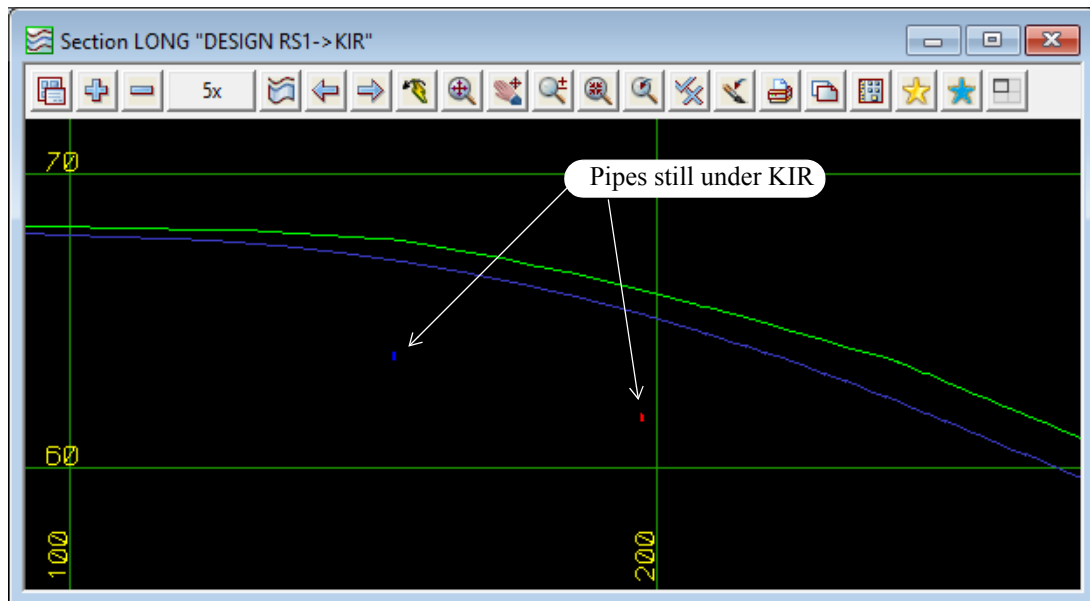 Section LONG "DESIGN RS1->KIR"
5x
70
Pipes still under KIR
60
100
200